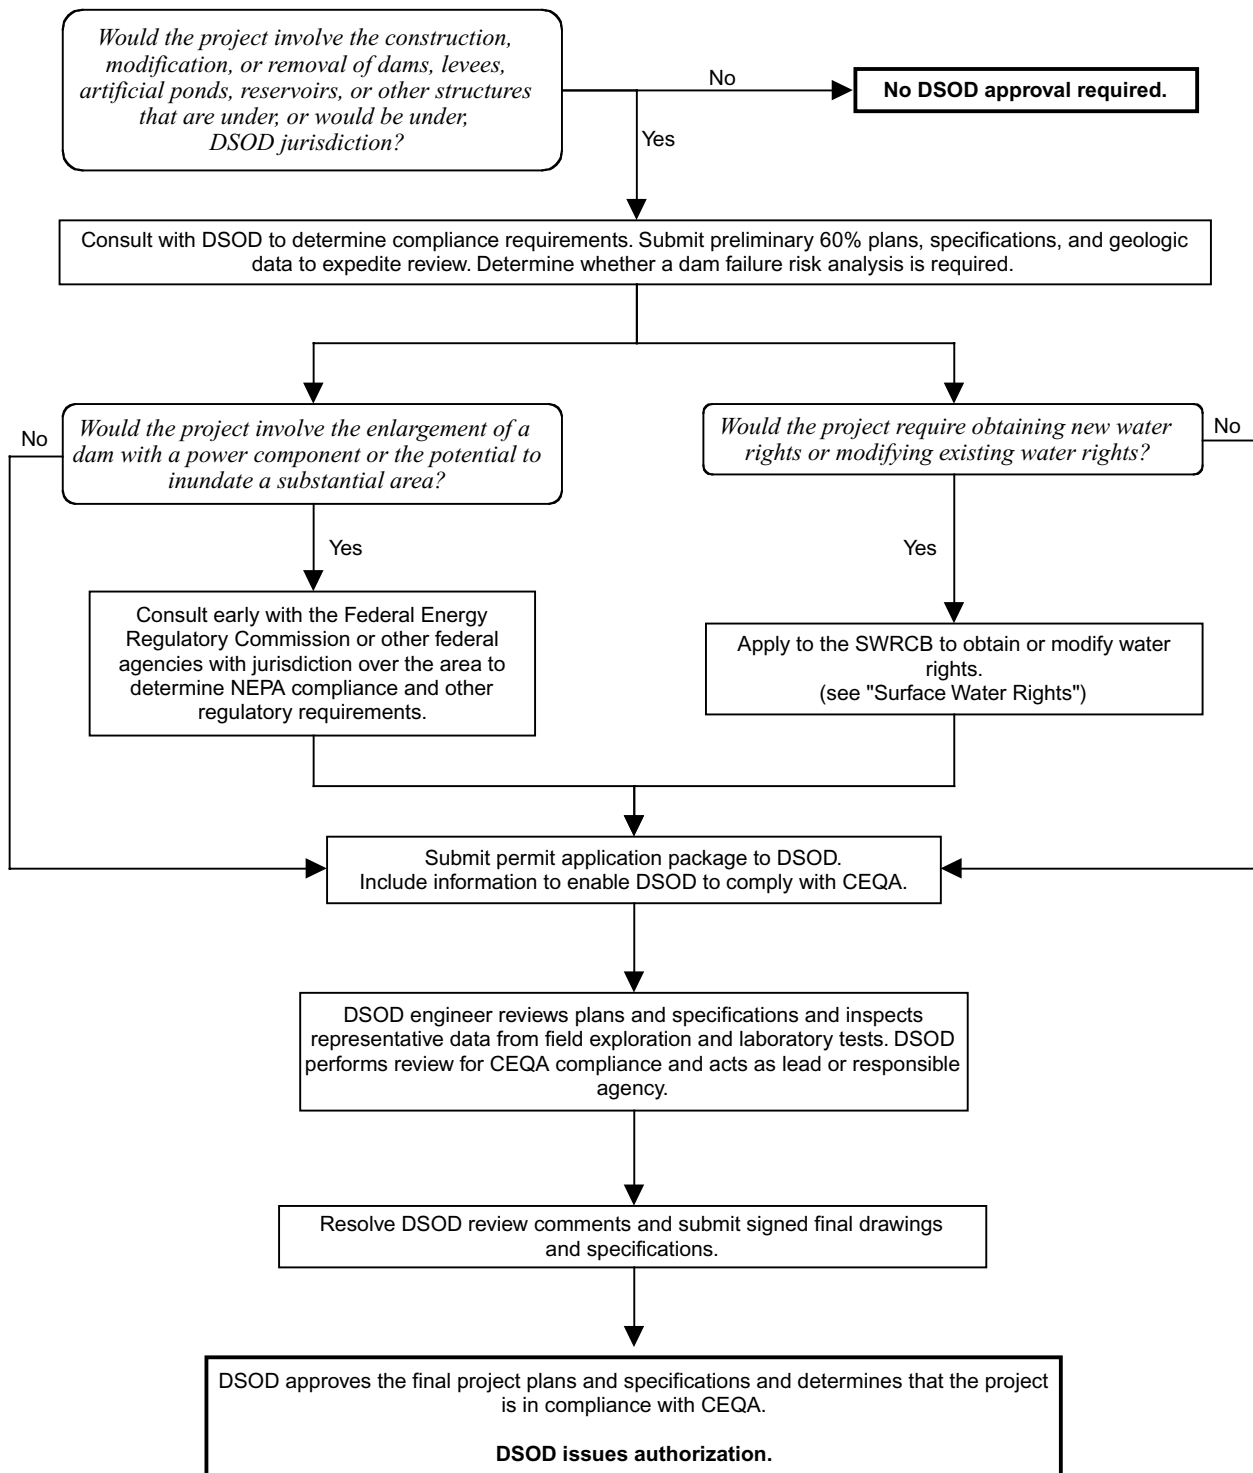 Would the project involve the construction,
modification, or removal of dams, levees,
artificial ponds, reservoirs, or other structures
that are under, or would be under,
DSOD jurisdiction?
No
No DSOD approval required.
Yes
Consult with DSOD to determine compliance requirements. Submit preliminary 60% plans, specifications, and geologic
data to expedite review. Determine whether a dam failure risk analysis is required.
No
Would the project involve the enlargement of a
dam with a power component or the potential to
inundate a substantial area?
Would the project require obtaining new water
rights or modifying existing water rights?
No
Yes
Yes
Consult early with the Federal Energy
Regulatory Commission or other federal
agencies with jurisdiction over the area to
determine NEPA compliance and other
regulatory requirements.
Apply to the SWRCB to obtain or modify water
rights.
(see "Surface Water Rights")
Submit permit application package to DSOD.
Include information to enable DSOD to comply with CEQA.
DSOD engineer reviews plans and specifications and inspects
representative data from field exploration and laboratory tests. DSOD
performs review for CEQA compliance and acts as lead or responsible
agency.
Resolve DSOD review comments and submit signed final drawings
and specifications.
DSOD approves the final project plans and specifications and determines that the project
is in compliance with CEQA.
DSOD issues authorization.